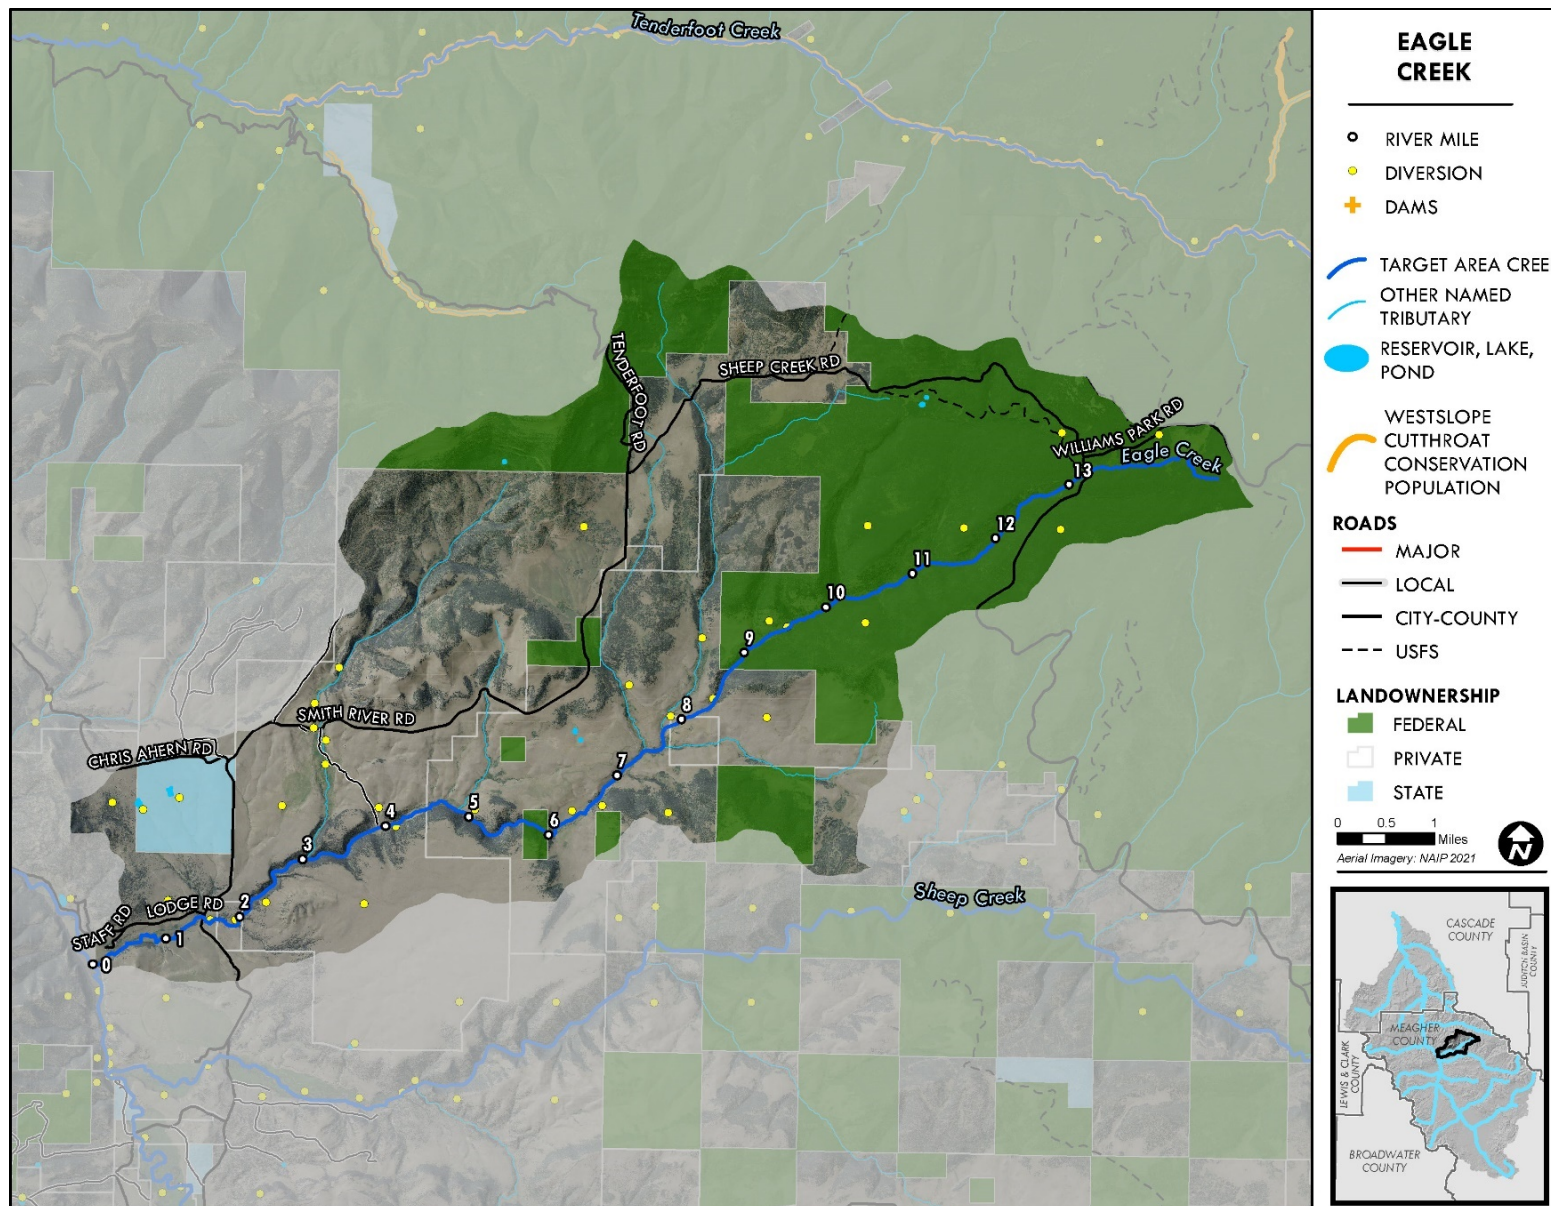 Tenderfoot Creek
TENDERFOOT RD
SHEEP CREEK RD
WILLIAMS PARK RD
Eagle Creek
13
12
11
10
9
8
SMITH RIVER RD
CHRIS AHERN RD
7
6
5
4
3
2
LODGE RD
STAFF RD
1
0
Sheep Creek
EAGLE
CREEK
RIVER MILE
DIVERSION
DAMS
TARGET AREA CREE
OTHER NAMED
TRIBUTARY
RESERVOIR, LAKE,
POND
WESTSLOPE
CUTTHROAT
CONSERVATION
POPULATION
ROADS
MAJOR
LOCAL
CITY-COUNTY
USFS
LANDOWNERSHIP
FEDERAL
PRIVATE
STATE
0 0.5 1
Miles
Aerial Imagery: NAIP 2021
N
CASCADE
COUNTY
JUDITH BASIN
COUNTY
MEAGHER
COUNTY
LEWIS & CLARK
COUNTY
BROADWATER
COUNTY